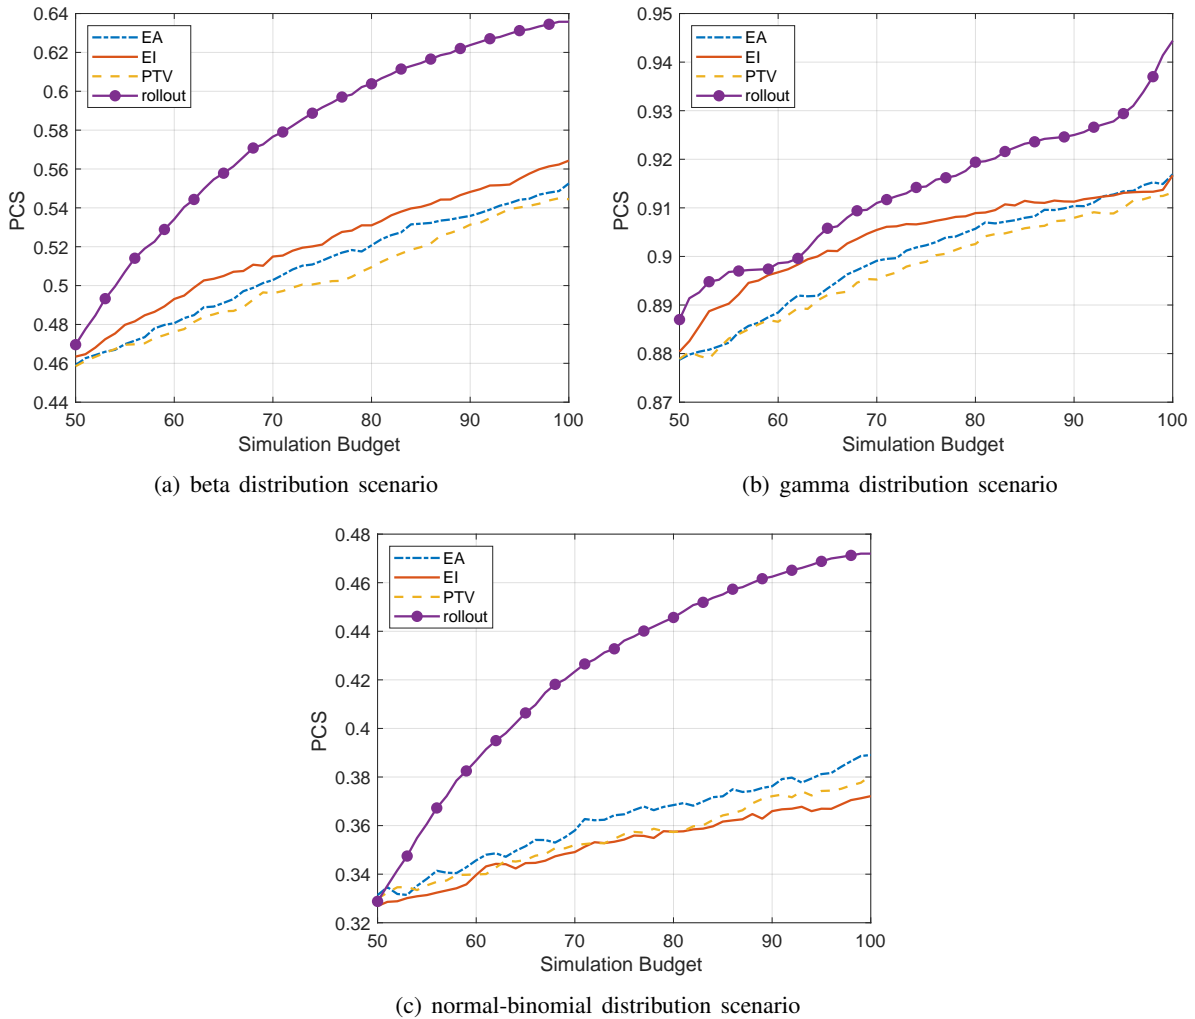 0.64
0.62
0.6
0.58
0.56
0.54
0.52
0.5
0.48
0.46
0.44
PCS
EA
EI
PTV
rollout
50 60 70 80 90 100
Simulation Budget
(a) beta distribution scenario
0.95
0.94
0.93
0.92
0.91
0.9
0.89
0.88
0.87
PCS
EA
EI
PTV
rollout
50 60 70 80 90 100
Simulation Budget
(b) gamma distribution scenario
0.48
0.46
0.44
0.42
0.4
0.38
0.36
0.34
0.32
PCS
EA
EI
PTV
rollout
50 60 70 80 90 100
Simulation Budget
(c) normal-binomial distribution scenario